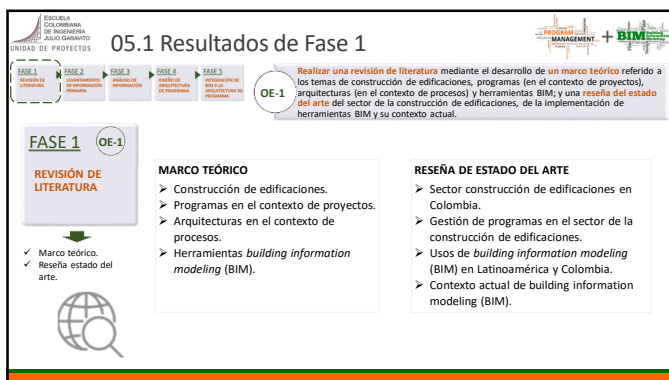 ESCUELA
COLOMBIANA
DE INGENIERÍA
JULIO GARAVITO
UNIDAD DE PROYECTOS
05.1 Resultados de Fase 1
PROGRAM
MANAGEMENT
+
BIM
FASE 1
REVISIÓN DE
LITERATURA
FASE 2
LEVANTAMIENTO
DE INFORMACIÓN
PRIMARIA
FASE 3
ANÁLISIS DE
INFORMACIÓN
FASE 4
DISEÑO DE
ARQUITECTURA
DE PROGRAMA
FASE 5
INTEGRACIÓN DE
BIM A LA
ARQUITECTURA DE
PROGRAMA
OE-1
Realizar una revisión de literatura mediante el desarrollo de un marco teórico referido a
los temas de construcción de edificaciones, programas (en el contexto de proyectos),
arquitecturas (en el contexto de procesos) y herramientas BIM; y una reseña del estado
del arte del sector de la construcción de edificaciones, de la implementación de
herramientas BIM y su contexto actual.
FASE 1
OE-1
REVISIÓN DE
LITERATURA
✓ Marco teórico.
✓ Reseña estado del
arte.
MARCO TEÓRICO
➢ Construcción de edificaciones.
➢ Programas en el contexto de proyectos.
➢ Arquitecturas en el contexto de
procesos.
➢ Herramientas building information
modeling (BIM).
RESEÑA DE ESTADO DEL ARTE
➢ Sector construcción de edificaciones en
Colombia.
➢ Gestión de programas en el sector de la
construcción de edificaciones.
➢ Usos de building information modeling
(BIM) en Latinoamérica y Colombia.
➢ Contexto actual de building information
modeling (BIM).